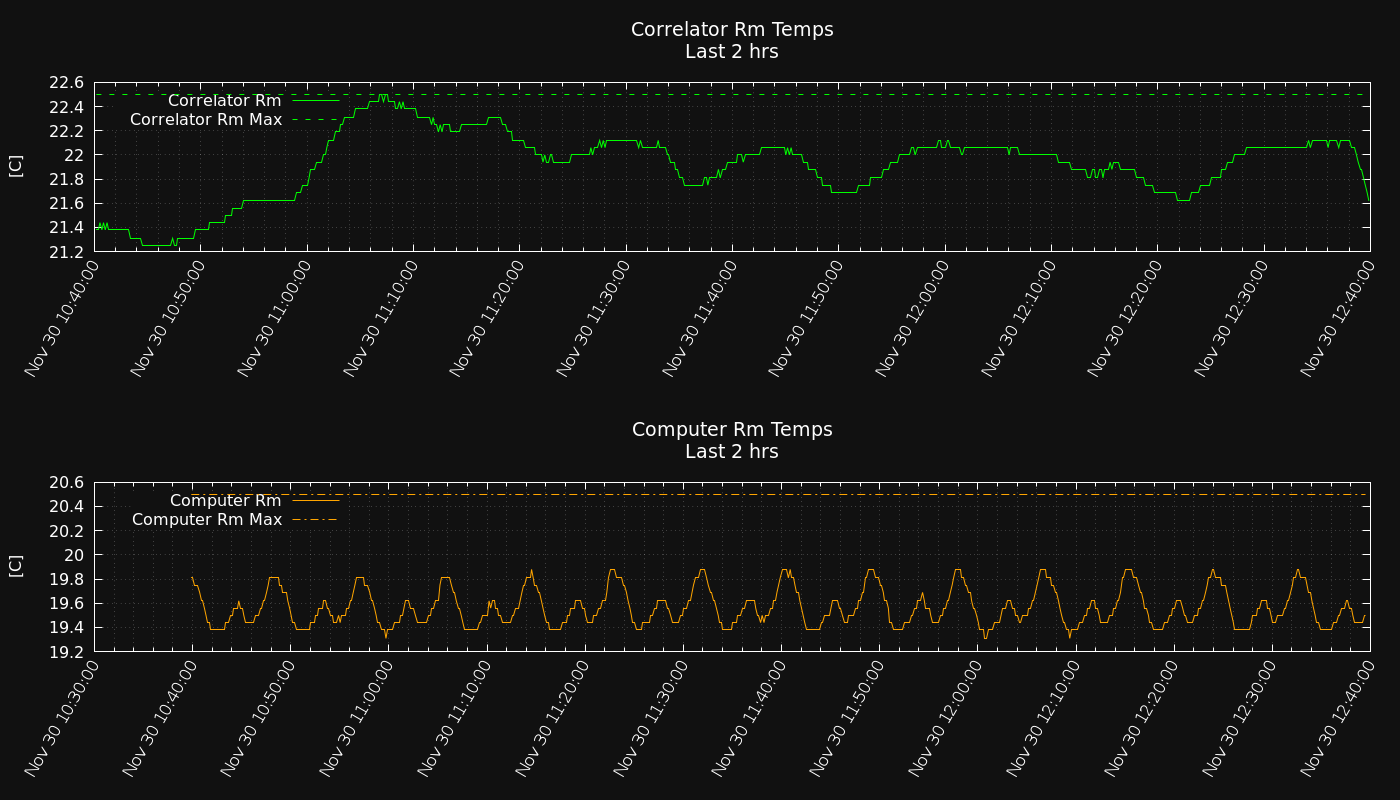 Correlator Rm Temps
Last 2 hrs
22.6
22.4
22.2
22
21.8
21.6
21.4
21.2
[C]
Correlator Rm
Correlator Rm Max
Nov 30 10:40:00
Nov 30 10:50:00
Nov 30 11:00:00
Nov 30 11:10:00
Nov 30 11:20:00
Nov 30 11:30:00
Nov 30 11:40:00
Nov 30 11:50:00
Nov 30 12:00:00
Nov 30 12:10:00
Nov 30 12:20:00
Nov 30 12:30:00
Nov 30 12:40:00
Computer Rm Temps
Last 2 hrs
20.6
20.4
20.2
20
19.8
19.6
19.4
19.2
[C]
Computer Rm
Computer Rm Max
Nov 30 10:30:00
Nov 30 10:40:00
Nov 30 10:50:00
Nov 30 11:00:00
Nov 30 11:10:00
Nov 30 11:20:00
Nov 30 11:30:00
Nov 30 11:40:00
Nov 30 11:50:00
Nov 30 12:00:00
Nov 30 12:10:00
Nov 30 12:20:00
Nov 30 12:30:00
Nov 30 12:40:00